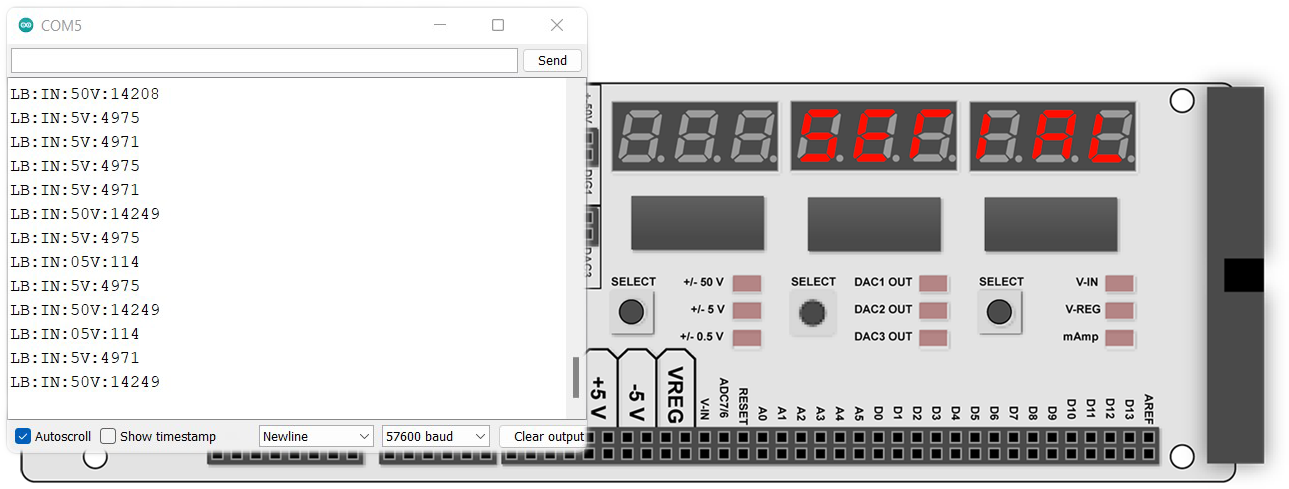 COM5
Send
LB:IN:50V:14208
LB:IN:5V:4975
LB:IN:5V:4971
LB:IN:5V:4975
LB:IN:5V:4971
LB:IN:50V:14249
LB:IN:5V:4975
LB:IN:05V:114
LB:IN:5V:4975
LB:IN:50V:14249
LB:IN:05V:114
LB:IN:5V:4971
LB:IN:50V:14249
Autoscroll
Show timestamp
Newline
57600 baud
Clear output
DIG1
DAC3
SELECT
+/- 50 V
+/- 5 V
+/- 0.5 V
SELECT
DAC1 OUT
DAC2 OUT
DAC3 OUT
SELECT
V-IN
V-REG
mAmp
+5 V
-5 V
VREG
V-IN
ADC7/6
RESET
A0
A1
A2
A3
A4
A5
D0
D1
D2
D3
D4
D5
D6
D7
D8
D9
D10
D11
D12
D13
AREF